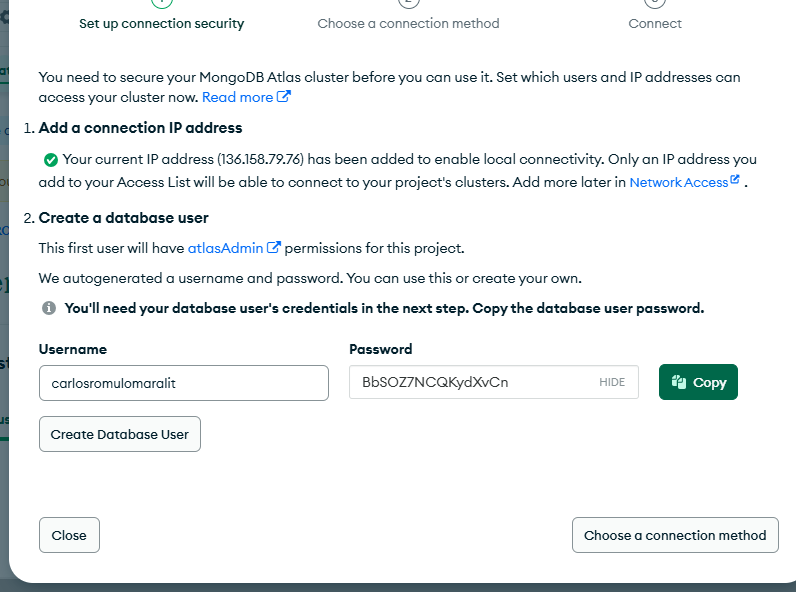 Set up connection security
Choose a connection method
Connect
You need to secure your MongoDB Atlas cluster before you can use it. Set which users and IP addresses can
access your cluster now. Read more
1. Add a connection IP address
Your current IP address (136.158.79.76) has been added to enable local connectivity. Only an IP address you
add to your Access List will be able to connect to your project's clusters. Add more later in Network Access .
2. Create a database user
This first user will have atlasAdmin permissions for this project.
We autogenerated a username and password. You can use this or create your own.
You'll need your database user's credentials in the next step. Copy the database user password.
Username
Password
carlosromulomaralit
BbSOZ7NCQKydXvCn
HIDE
Copy
Create Database User
Close
Choose a connection method